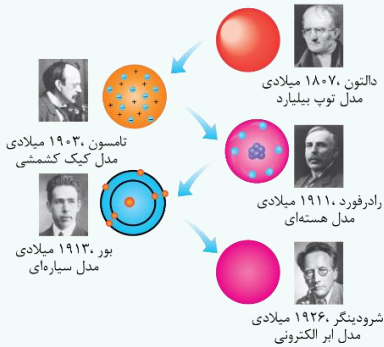 دالتون ،۱۸۰۷ میلادی
مدل توپ بیلیارد
تامسون ،۱۹۰۳ میلادی
مدل کیک کشمشی
رادرفورد ،۱۹۱۱ میلادی
مدل هسته‌ای
بور ،۱۹۱۳ میلادی
مدل سیاره‌ای
شرودینگر ،۱۹۲۶ میلادی
مدل ابر الکترونی